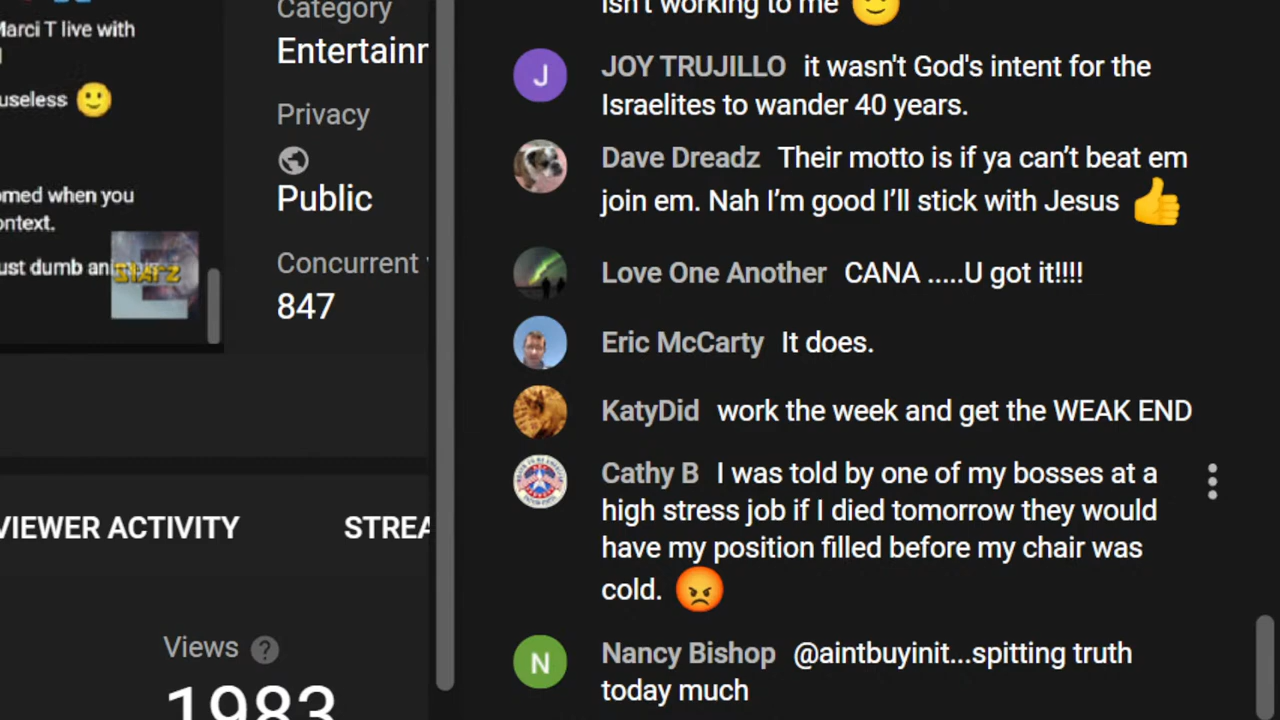 Marci T live with
useless
omed when you
ontext.
ust dumb ani
STARZ
Category
Entertainm
Privacy
Public
Concurrent
847
VIEWER ACTIVITY
STREA
Views
1983
isn't working to me
JOY TRUJILLO it wasn't God's intent for the
Israelites to wander 40 years.
Dave Dreadz Their motto is if ya can't beat em
join em. Nah I'm good I'll stick with Jesus
Love One Another CANA .....U got it!!!!
Eric McCarty It does.
KatyDid work the week and get the WEAK END
Cathy B I was told by one of my bosses at a
high stress job if I died tomorrow they would
have my position filled before my chair was
cold.
J
N
Nancy Bishop @aintbuyinit...spitting truth
today much